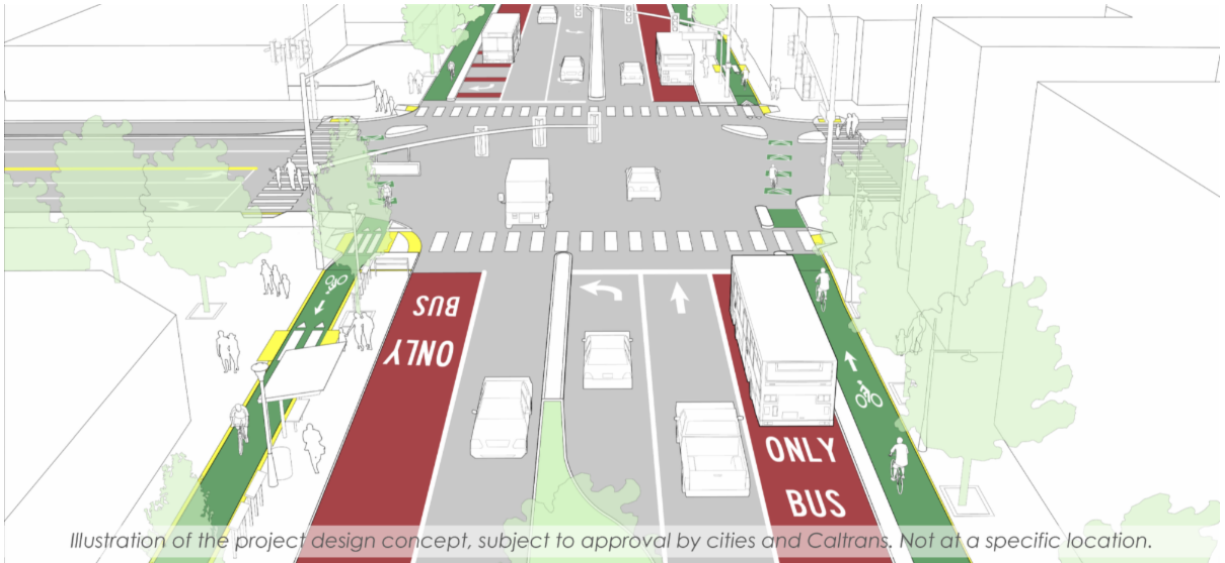 BUS
ONLY
ONLY
BUS
Illustration of the project design concept, subject to approval by cities and Caltrans. Not at a specific location.